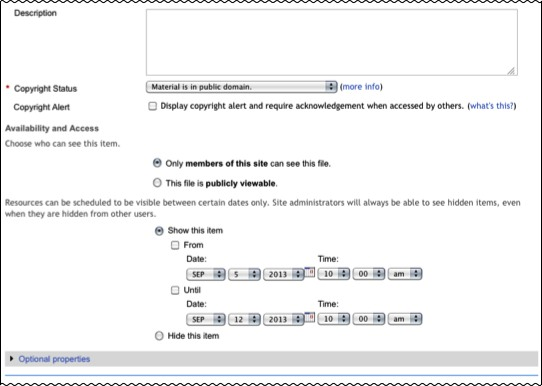 Description
* Copyright Status Material is in public domain. (more info)
Copyright Alert Display copyright alert and require acknowledgement when accessed by others. (what's this?)
Availability and Access
Choose who can see this item.
Only members of this site can see this file.
This file is publicly viewable.
Resources can be scheduled to be visible between certain dates only. Site administrators will always be able to see hidden items, even
when they are hidden from other users.
Show this item
From
Date: Time:
SEP 5 2013 10 00 am
Until
Date: Time:
SEP 12 2013 10 00 am
Hide this item
Optional properties